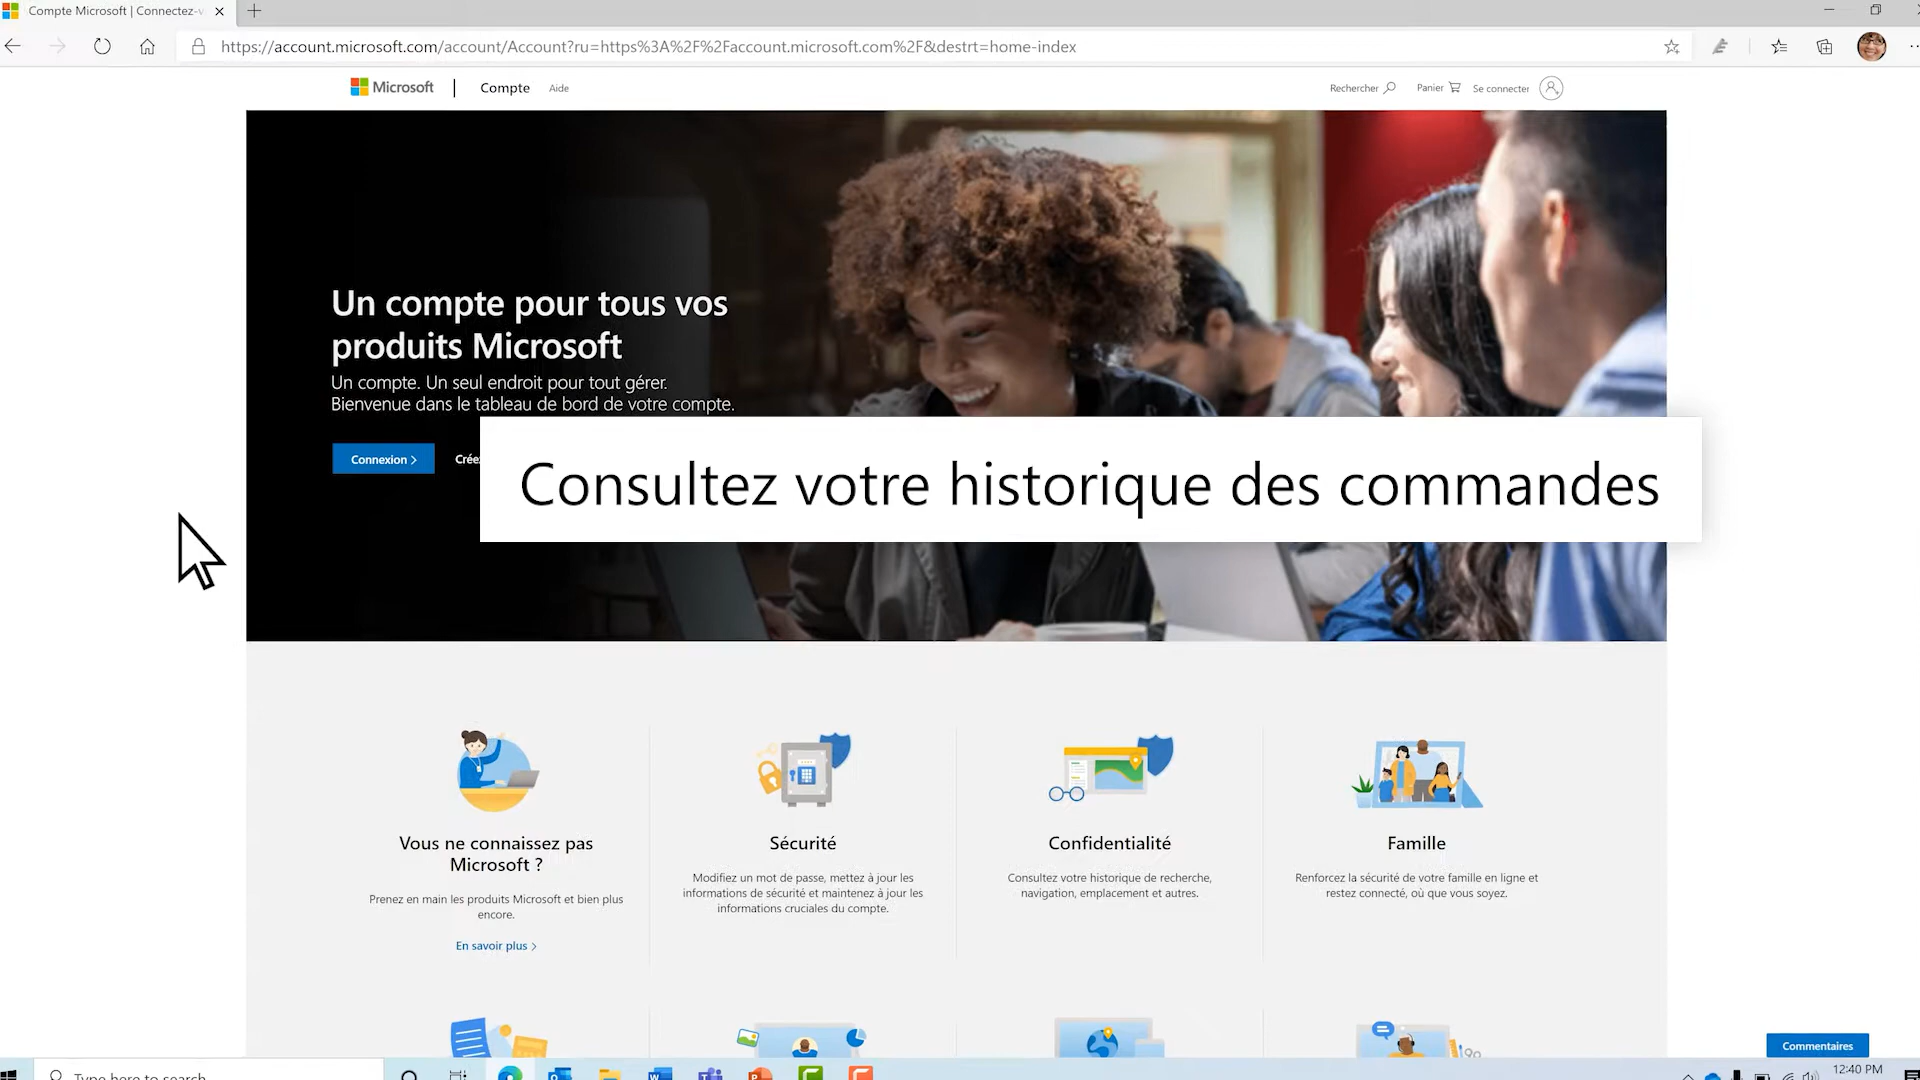 Compte Microsoft | Connectez-v
https://account.microsoft.com/account/Account?ru=https%3A%2F%2Faccount.microsoft.com%2F&destrt=home-index
Microsoft
Compte
Aide
Rechercher
Panier
Se connecter
Un compte pour tous vos
produits Microsoft
Un compte. Un seul endroit pour tout gérer.
Bienvenue dans le tableau de bord de votre compte.
Connexion >
Créez
Consultez votre historique des commandes
Vous ne connaissez pas
Microsoft ?
Prenez en main les produits Microsoft et bien plus
encore.
En savoir plus >
Sécurité
Modifiez un mot de passe, mettez à jour les
informations de sécurité et maintenez à jour les
informations cruciales du compte.
Confidentialité
Consultez votre historique de recherche,
navigation, emplacement et autres.
Famille
Renforcez la sécurité de votre famille en ligne et
restez connecté, où que vous soyez.
Commentaires
Type here to search
12:40 PM